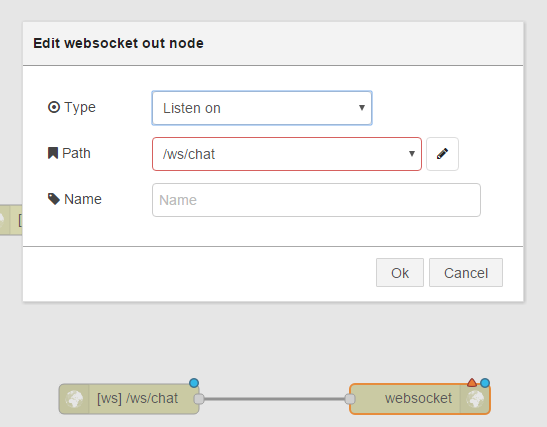 Edit websocket out node
Type
Listen on
Path
/ws/chat
Name
Name
[
Ok
Cancel
[ws] /ws/chat
websocket